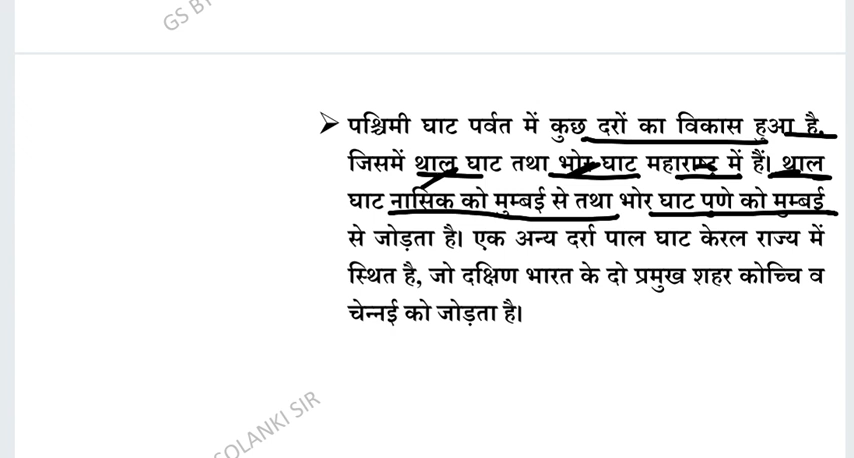 GS BY
➢ पश्चिमी घाट पर्वत में कुछ दर्रो का विकास हुआ है,
जिसमें थाल घाट तथा भोर घाट महाराष्ट्र में हैं। थाल
घाट नासिक को मुम्बई से तथा भोर घाट पुणे को मुम्बई
से जोड़ता है। एक अन्य दर्रा पाल घाट केरल राज्य में
स्थित है, जो दक्षिण भारत के दो प्रमुख शहर कोच्चि व
चेन्नई को जोड़ता है।
SOLANKI SIR